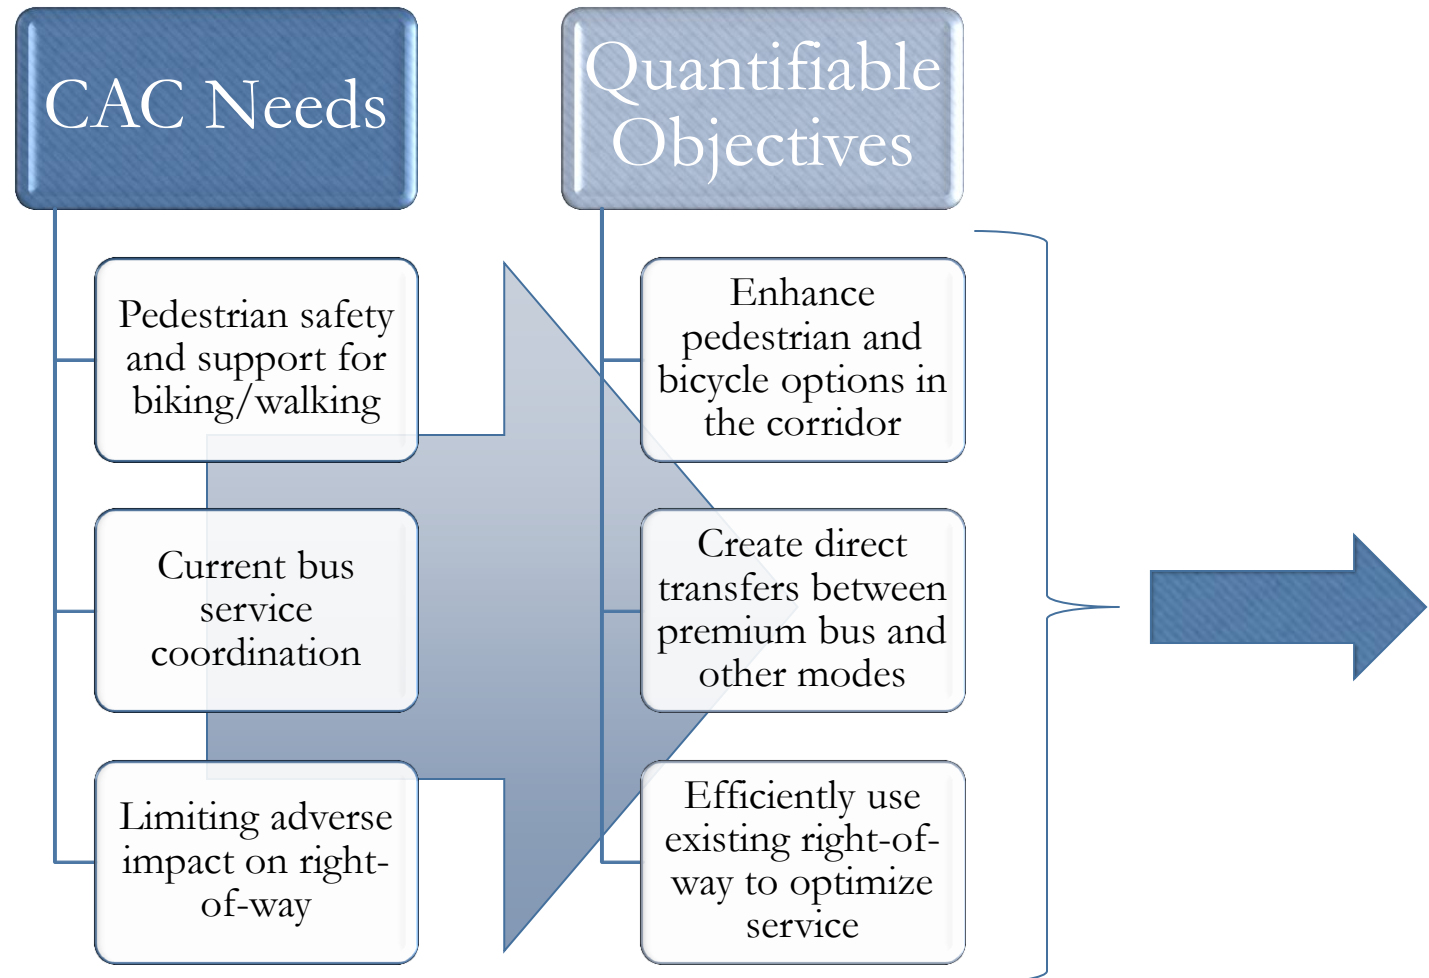 CAC Needs
Pedestrian safety
and support for
biking/walking
Current bus
service
coordination
Limiting adverse
impact on right-
of-way
Quantifiable
Objectives
Enhance
pedestrian and
bicycle options in
the corridor
Create direct
transfers between
premium bus and
other modes
Efficiently use
existing right-of-
way to optimize
service